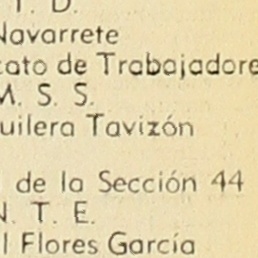 T. D.
Navarrete
cato de Trabajadore
M. S. S.
uilera Tavizón
de la Sección 44
N. T. E.
l Flores García